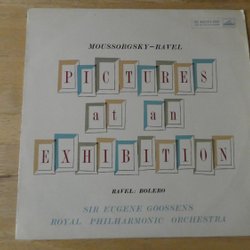 MOUSSORGSKY—RAVEL
PICTURES
at an
EXHIBITION
RAVEL: BOLERO
SIR EUGENE GOOSSENS
ROYAL PHILHARMONIC ORCHESTRA